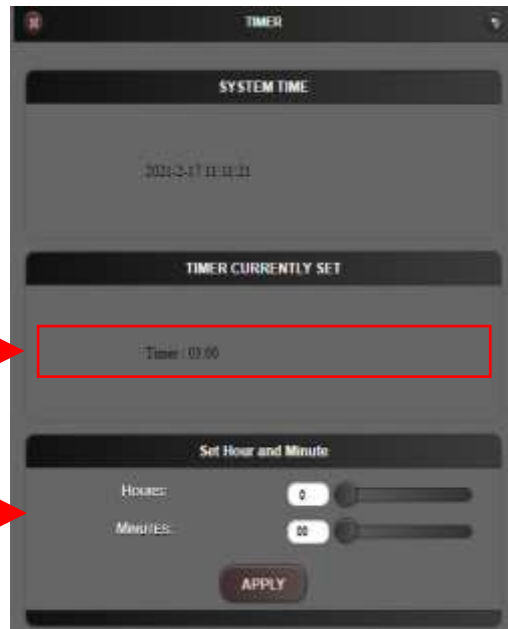 TIMER
SYSTEM TIME
2021-2-17 11:11:21
TIMER CURRENTLY SET
Timer : 03:00
Set Hour and Minute
HOURS: 0
MINUTES: 00
APPLY